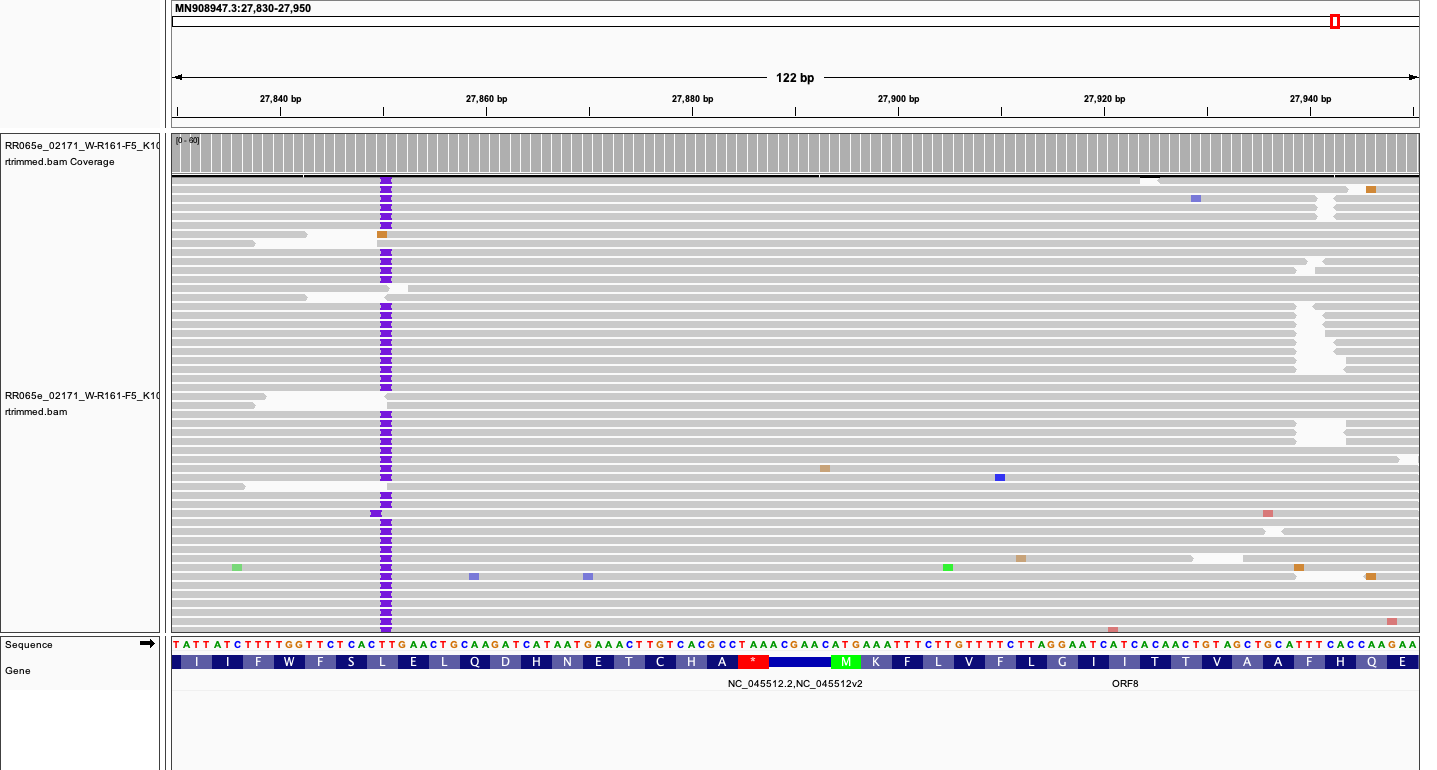 MN908947.3:27,830-27,950
122 bp
27,840 bp 27,860 bp 27,880 bp 27,900 bp 27,920 bp 27,940 bp
RR065e_02171_W-R161-F5_K10
rtrimmed.bam Coverage
[0 - 60]
RR065e_02171_W-R161-F5_K10
rtrimmed.bam
Sequence
TATTATCTTTTGGTTCTCACTTGAACTGCAAGATCATAATGAAACTTGTCACGCCTAAACGAACATGAAATTTCTTGTTTTCTTAGGAATCATCACAACTGTAGCTGCATTTCACCAAGAA
Gene
I I F W F S L E L Q D H N E T C H A * M K F L V F L G I I T T V A A F H Q E
NC_045512.2,NC_045512v2 ORF8